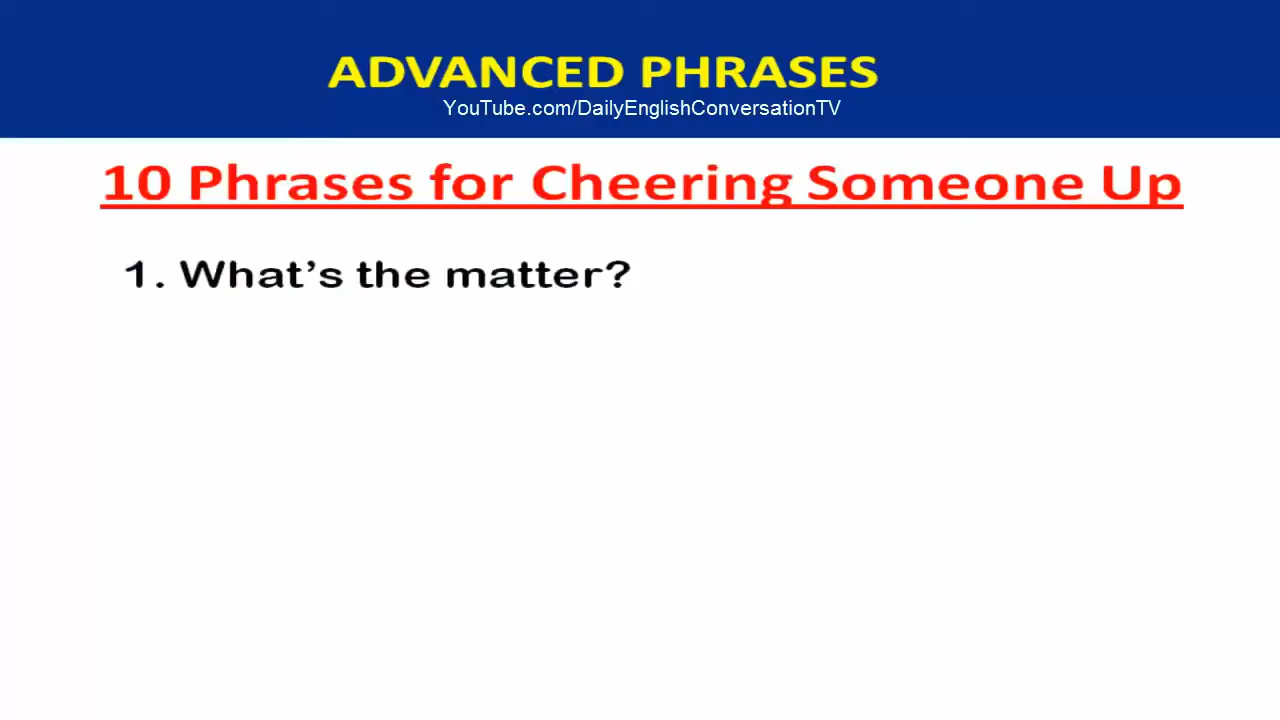 ADVANCED PHRASES
YouTube.com/DailyEnglishConversationTV
10 Phrases for Cheering Someone Up
1. What’s the matter?